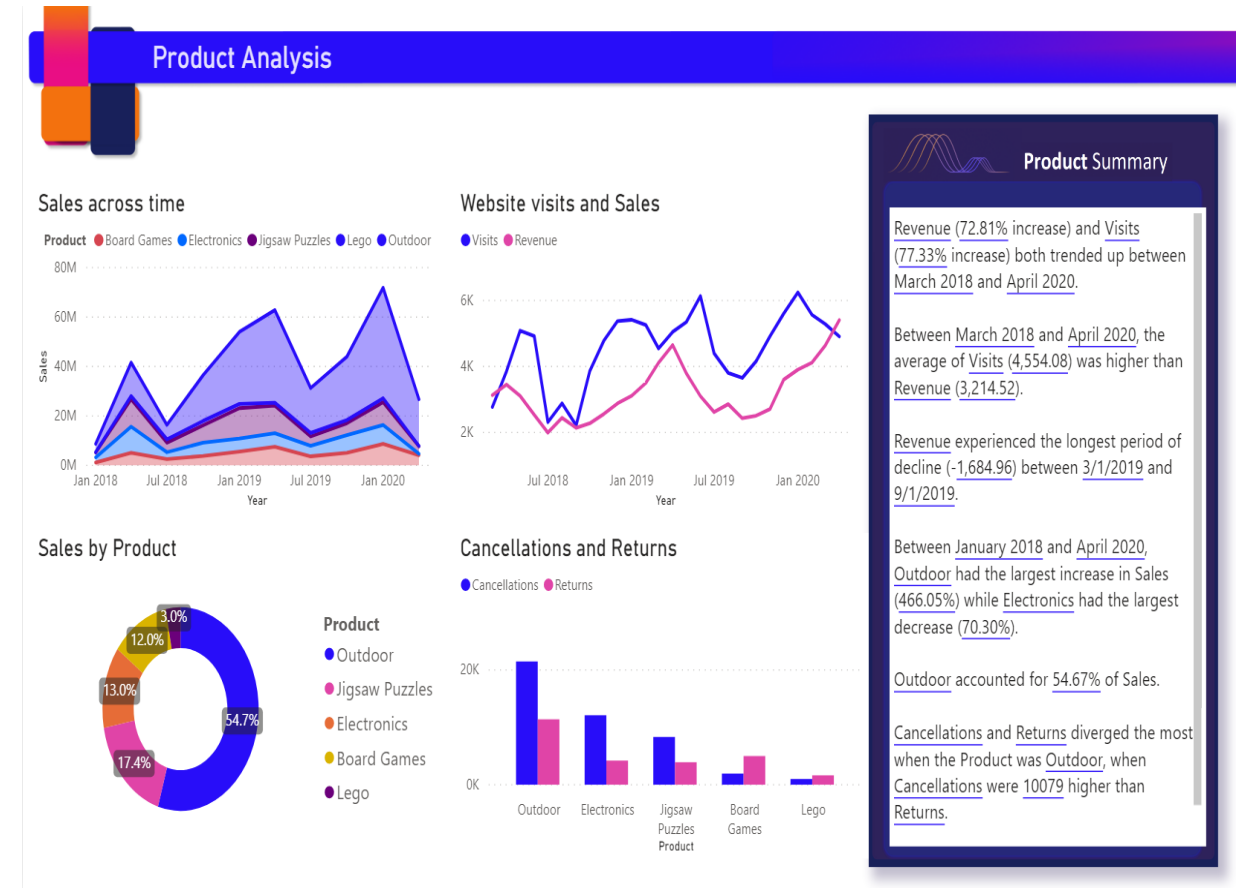 Product Analysis
Sales across time
Product Board Games Electronics Jigsaw Puzzles Lego Outdoor
80M
60M
40M
20M
0M
Sales
Jan 2018 Jul 2018 Jan 2019 Jul 2019 Jan 2020
Year
Website visits and Sales
Visits Revenue
6K
4K
2K
Jul 2018 Jan 2019 Jul 2019 Jan 2020
Year
Sales by Product
3.0%
12.0%
13.0%
54.7%
17.4%
Product
Outdoor
Jigsaw Puzzles
Electronics
Board Games
Lego
Cancellations and Returns
Cancellations Returns
20K
0K
Outdoor Electronics Jigsaw Board Lego
Puzzles Games
Product
Product Summary
Revenue (72.81% increase) and Visits
(77.33% increase) both trended up between
March 2018 and April 2020.
Between March 2018 and April 2020, the
average of Visits (4,554.08) was higher than
Revenue (3,214.52).
Revenue experienced the longest period of
decline (-1,684.96) between 3/1/2019 and
9/1/2019.
Between January 2018 and April 2020,
Outdoor had the largest increase in Sales
(466.05%) while Electronics had the largest
decrease (70.30%).
Outdoor accounted for 54.67% of Sales.
Cancellations and Returns diverged the most
when the Product was Outdoor, when
Cancellations were 10079 higher than
Returns.